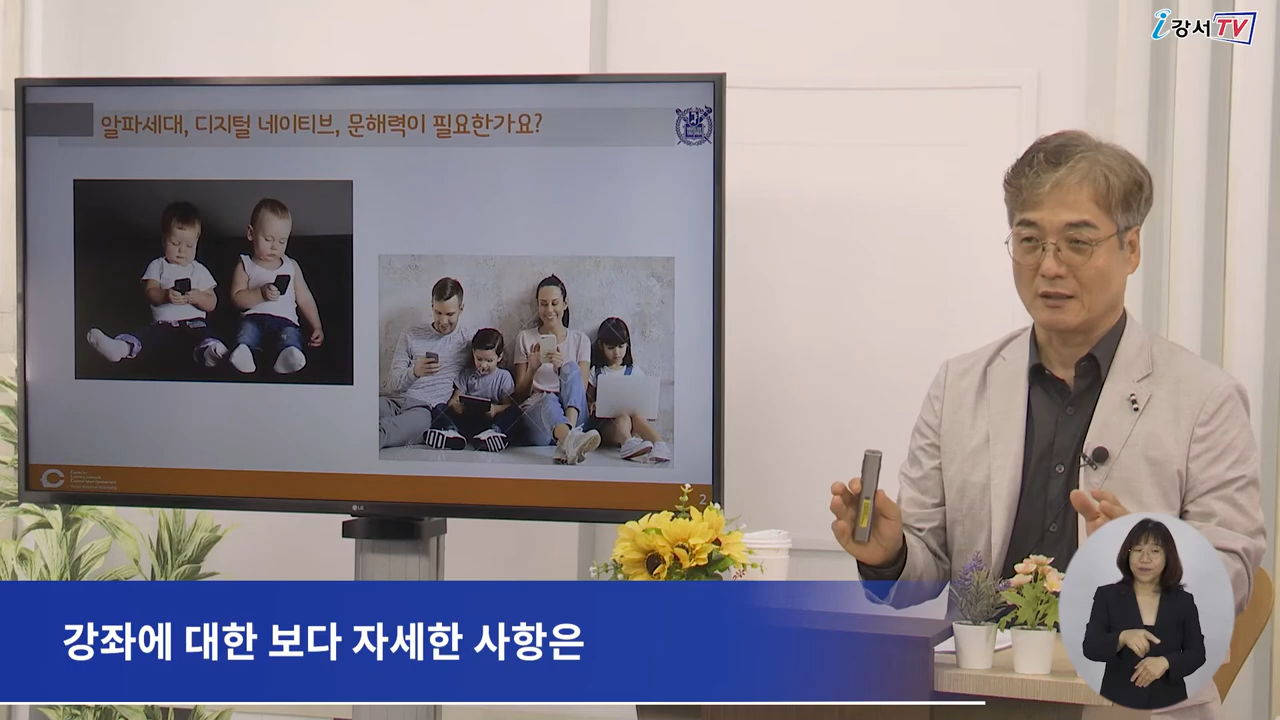 i강서TV
알파세대, 디지털 네이티브, 문해력이 필요한가요?
LG
2
강좌에 대한 보다 자세한 사항은